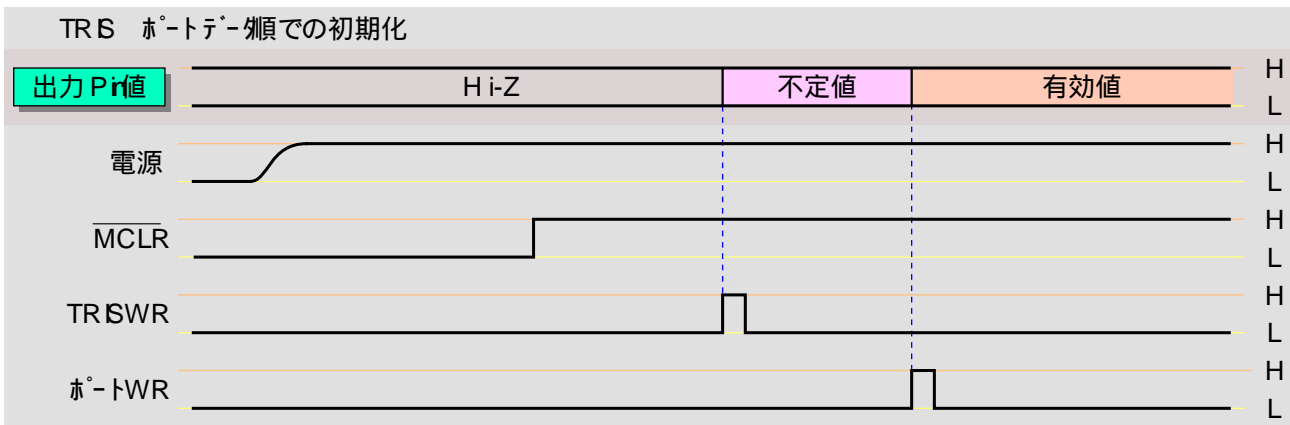 TRIS ﾎﾟｰﾄﾃﾞｰﾀ順での初期化
出力Pin値 Hi-Z 不定値 有効値 H
L
電源 H
L
MCLR H
L
TRISWR H
L
ﾎﾟｰﾄWR H
L